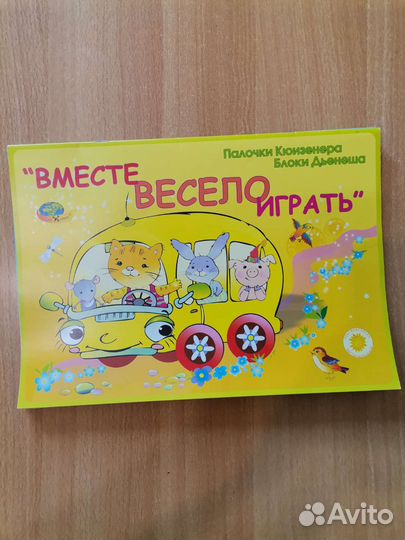 Палочки Кюизенера
Блоки Дьенеша
"ВМЕСТЕ
ВЕСЕЛО
ИГРАТЬ"
Avito